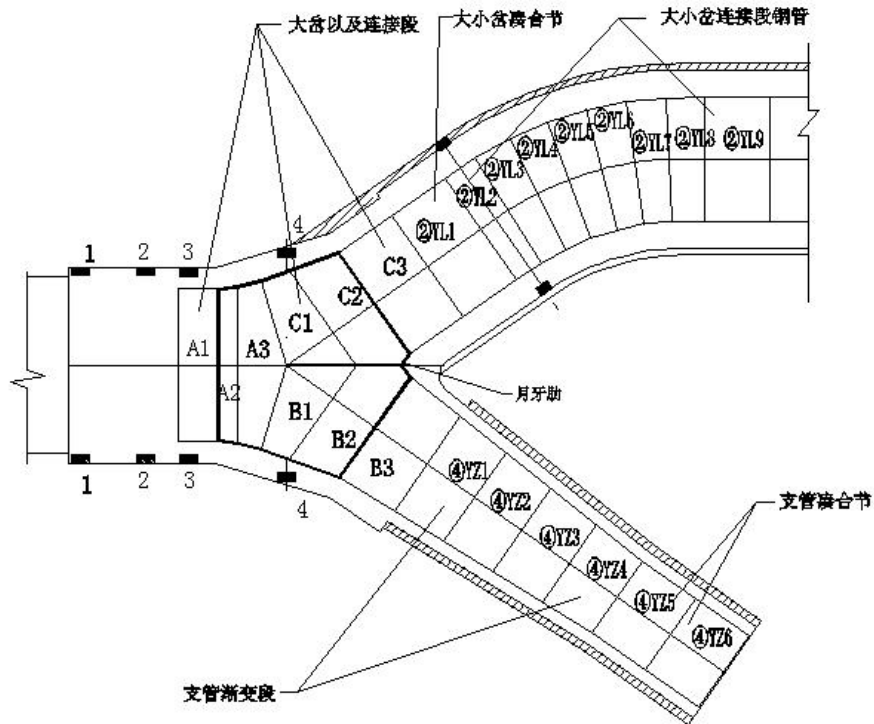 大岔以及连接段
大小岔凑合节
大小岔连接段钢管
②YL1
②YL2
②YL3
②YL4
②YL5
②YL6
②YL7
②YL8
②YL9
1
2
3
4
A1
A2
A3
C1
C2
C3
B1
B2
B3
月牙肋
1
2
3
4
④YZ1
④YZ2
④YZ3
④YZ4
④YZ5
④YZ6
支管凑合节
支管渐变段